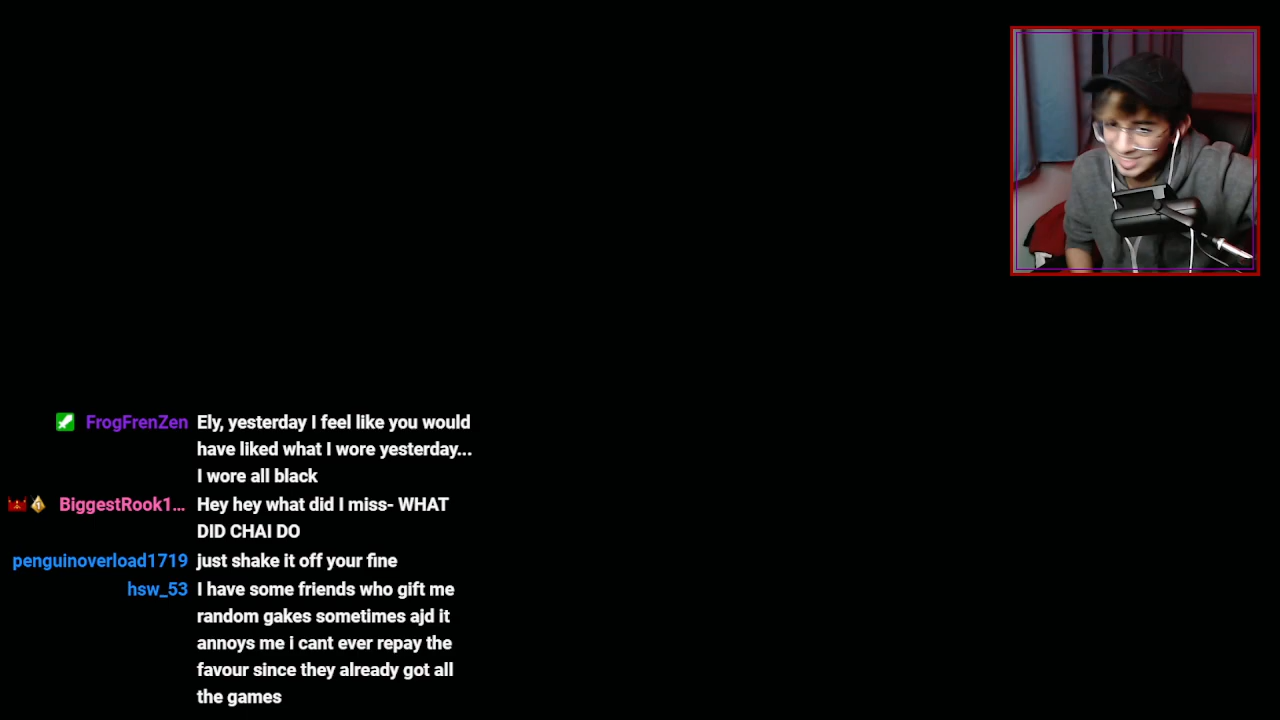 FrogFrenZen Ely, yesterday I feel like you would
have liked what I wore yesterday...
I wore all black
BiggestRook1... Hey hey what did I miss- WHAT
DID CHAI DO
penguinoverload1719 just shake it off your fine
hsw_53 I have some friends who gift me
random gakes sometimes ajd it
annoys me i cant ever repay the
favour since they already got all
the games